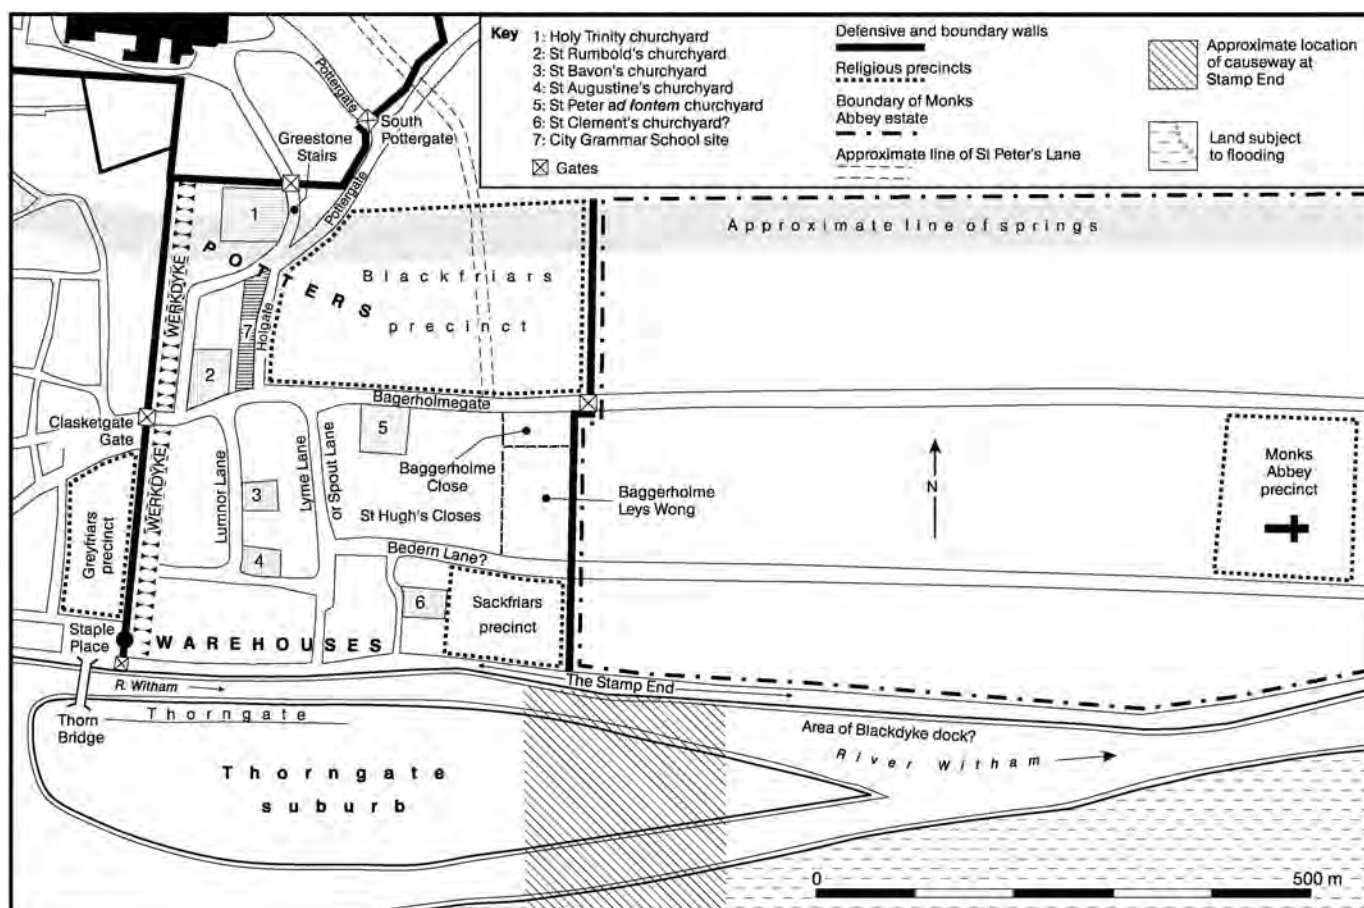 Key
1: Holy Trinity churchyard
2: St Rumbold's churchyard
3: St Bavon's churchyard
4: St Augustine's churchyard
5: St Peter ad fontem churchyard
6: St Clement's churchyard?
7: City Grammar School site
Gates
Defensive and boundary walls
Religious precincts
Boundary of Monks
Abbey estate
Approximate line of St Peter's Lane
Approximate location
of causeway at
Stamp End
Land subject
to flooding
Pottergate
South
Pottergate
Greestone
Stairs
Pottergate
1
Approximate line of springs
POTTERS
WERKDYKE
Blackfriars
precinct
7
Holgate
2
Bagerholmegate
Clasketgate
Gate
5
Baggerholme
Close
Monks
Abbey
precinct
N
WERKDYKE
Lumnor Lane
Lyme Lane
or Spout Lane
3
Baggerholme
Leys Wong
St Hugh's Closes
Greyfriars
precinct
4
Bedern Lane?
6
Sackfriars
precinct
Staple
Place
WAREHOUSES
R. Witham
The Stamp End
Thorngate
Thorn
Bridge
Area of Blackdyke dock?
River Witham
Thorngate
suburb
0
500 m